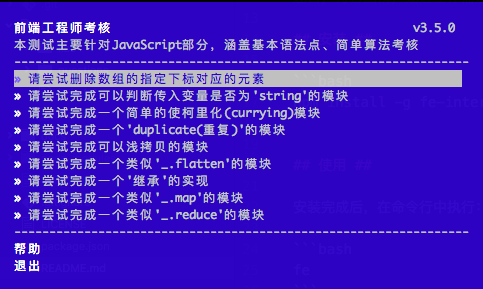 前端工程师考核 v3.5.0
本测试主要针对JavaScript部分，涵盖基本语法点、简单算法考核
» 请尝试删除数组的指定下标对应的元素
» 请尝试完成可以判断传入变量是否为'string'的模块
» 请尝试完成一个简单的使柯里化(currying)模块
» 请尝试完成一个'duplicate(重复)'的模块
» 请尝试完成可以浅拷贝的模块
» 请尝试完成一个类似'_.flatten'的模块
» 请尝试完成一个'继承'的实现
» 请尝试完成一个类似'_.map'的模块
» 请尝试完成一个类似'_.reduce'的模块
帮助
退出